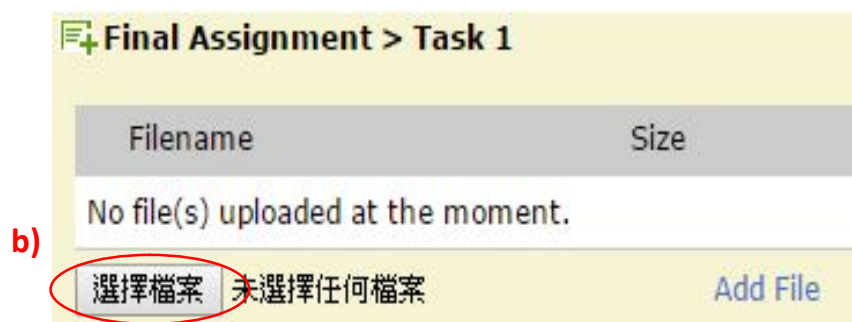 Final Assignment > Task 1
Filename Size
No file(s) uploaded at the moment.
b)
選擇檔案 未選擇任何檔案 Add File